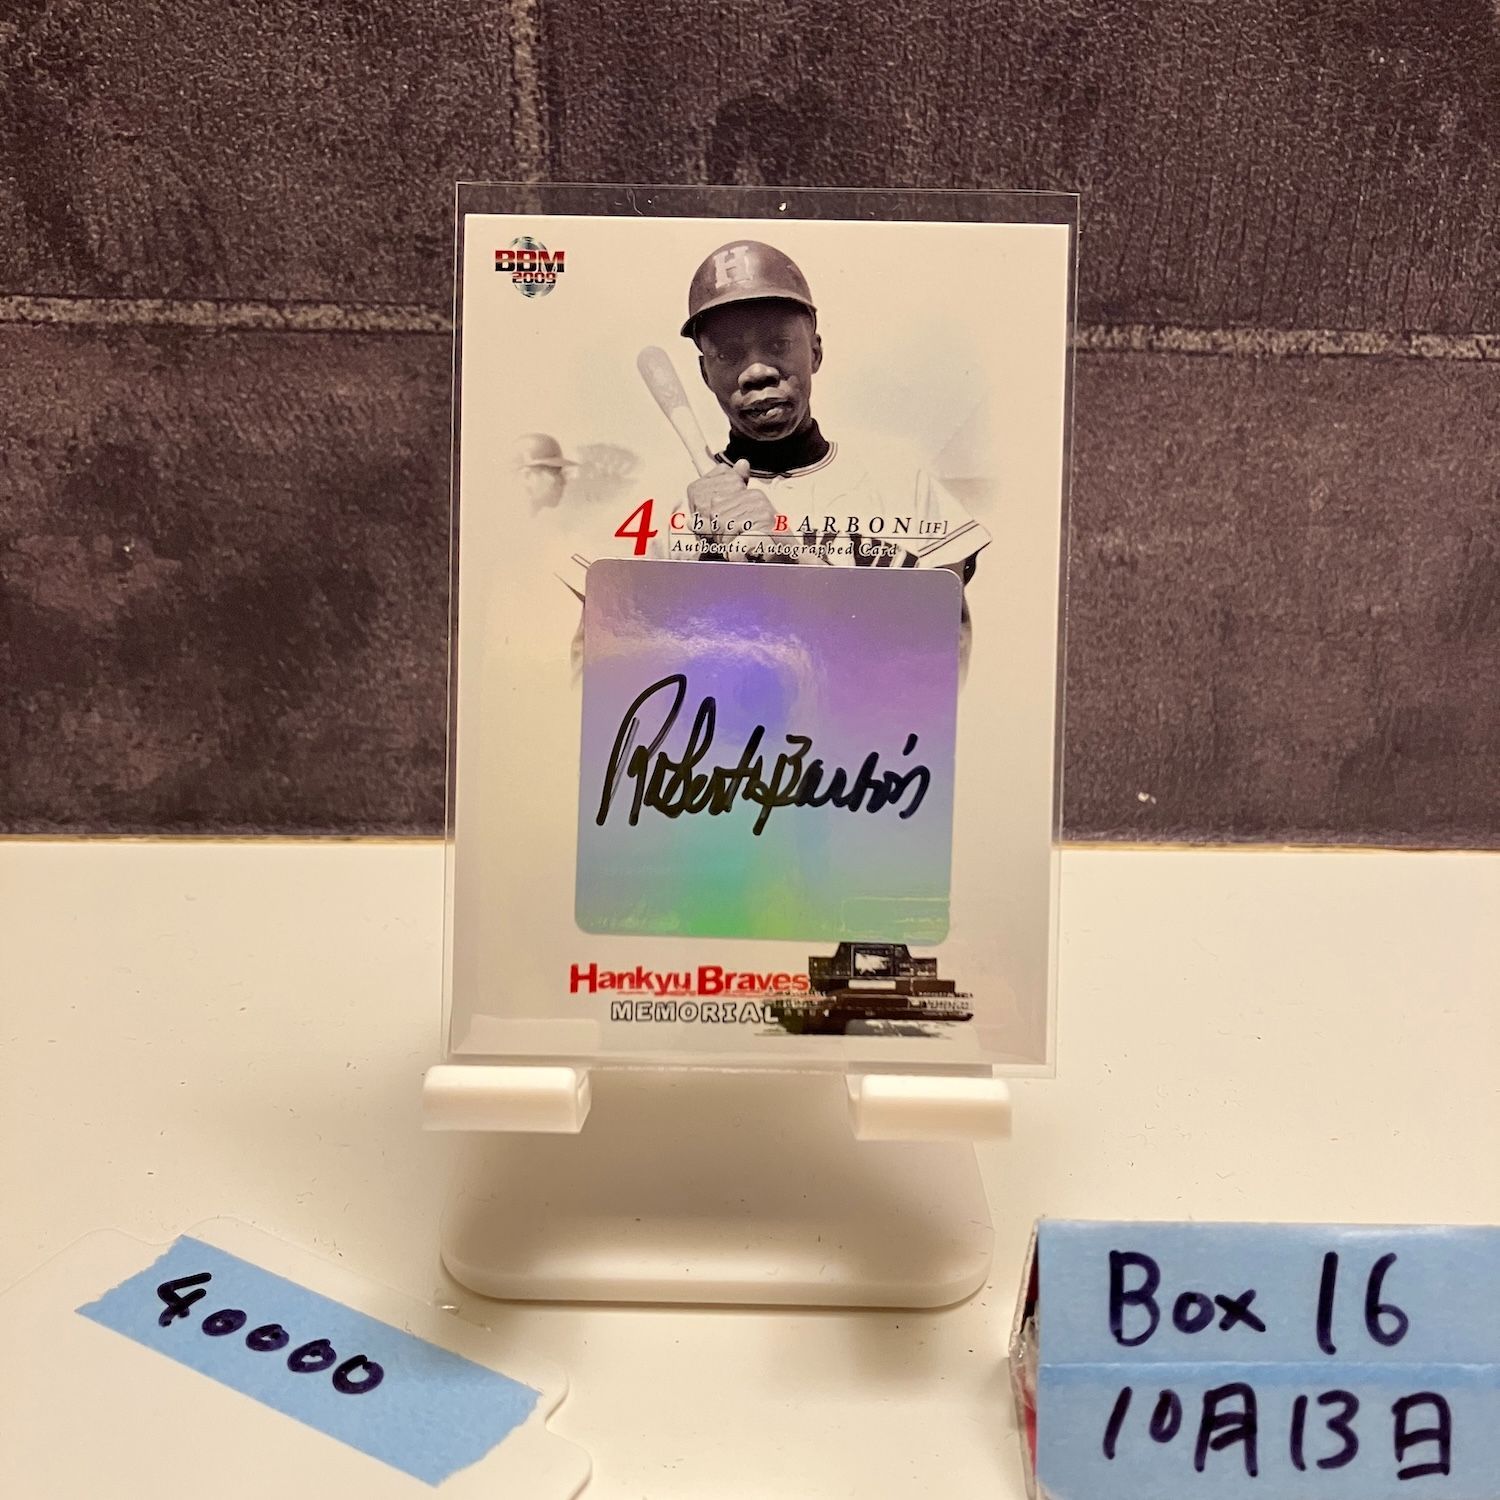 BBM
2009
H
4 Chico BARBON [IF]
Authentic Autographed Card
Roberto Barbón
Hankyu Braves
MEMORIAL
40000
Box 16
10月13日